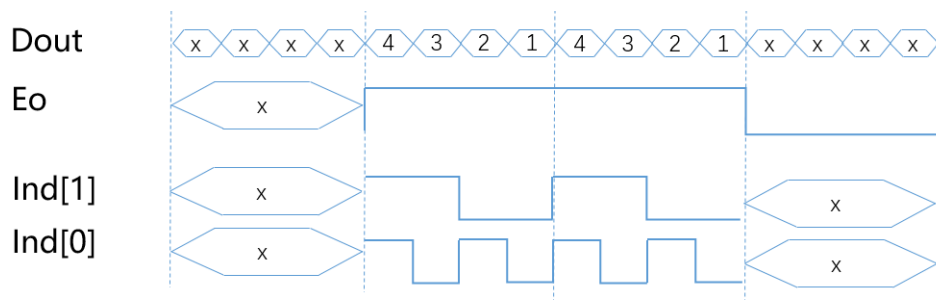 Dout x x x x 4 3 2 1 4 3 2 1 x x x x
Eo x
Ind[1] x x
Ind[0] x x